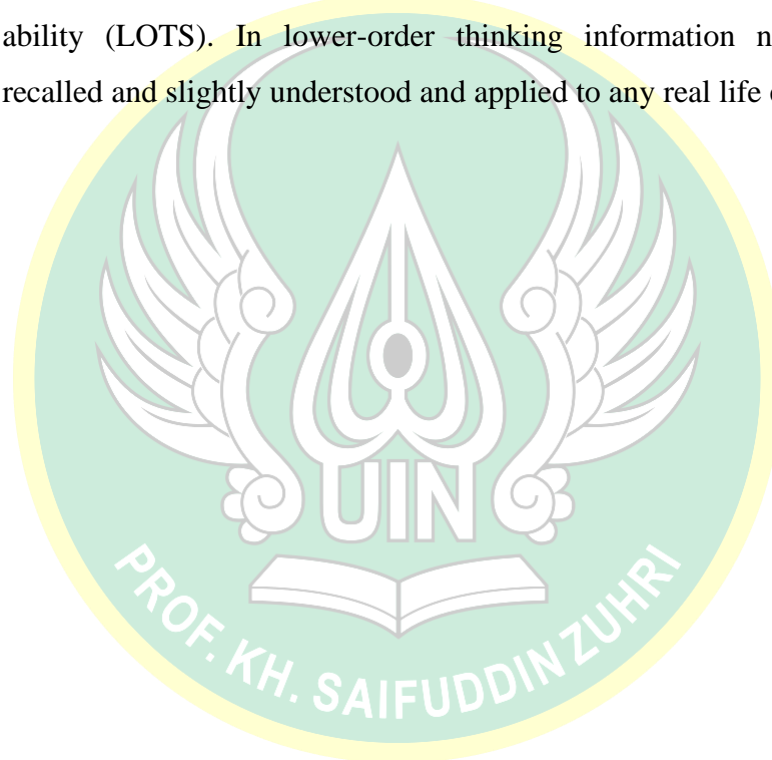 ability (LOTS). In lower-order thinking information n
recalled and slightly understood and applied to any real life
UIN
PROF. KH. SAIFUDDIN ZUHRI